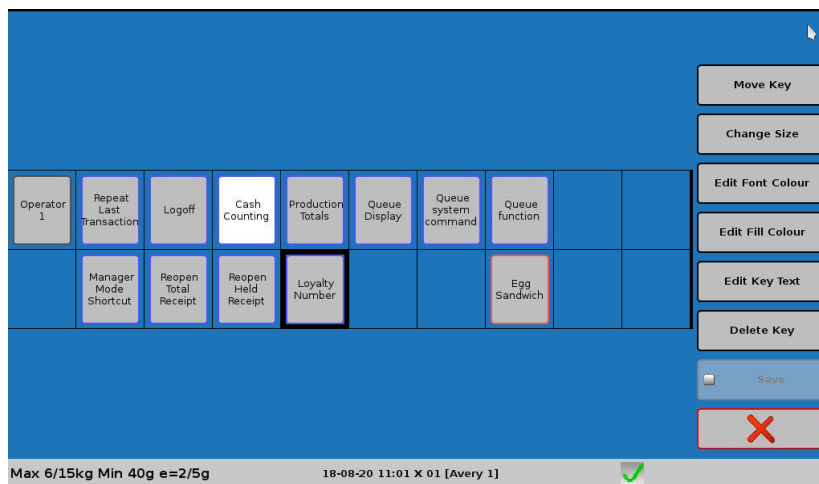 Move Key
Change Size
Edit Font Colour
Edit Fill Colour
Edit Key Text
Delete Key
Save
Operator
1
Repeat
Last
Transaction
Logoff
Cash
Counting
Production
Totals
Queue
Display
Queue
system
command
Queue
function
Manager
Mode
Shortcut
Reopen
Total
Receipt
Reopen
Held
Receipt
Loyalty
Number
Egg
Sandwich
Max 6/15kg Min 40g e=2/5g
18-08-20 11:01 X 01 [Avery 1]